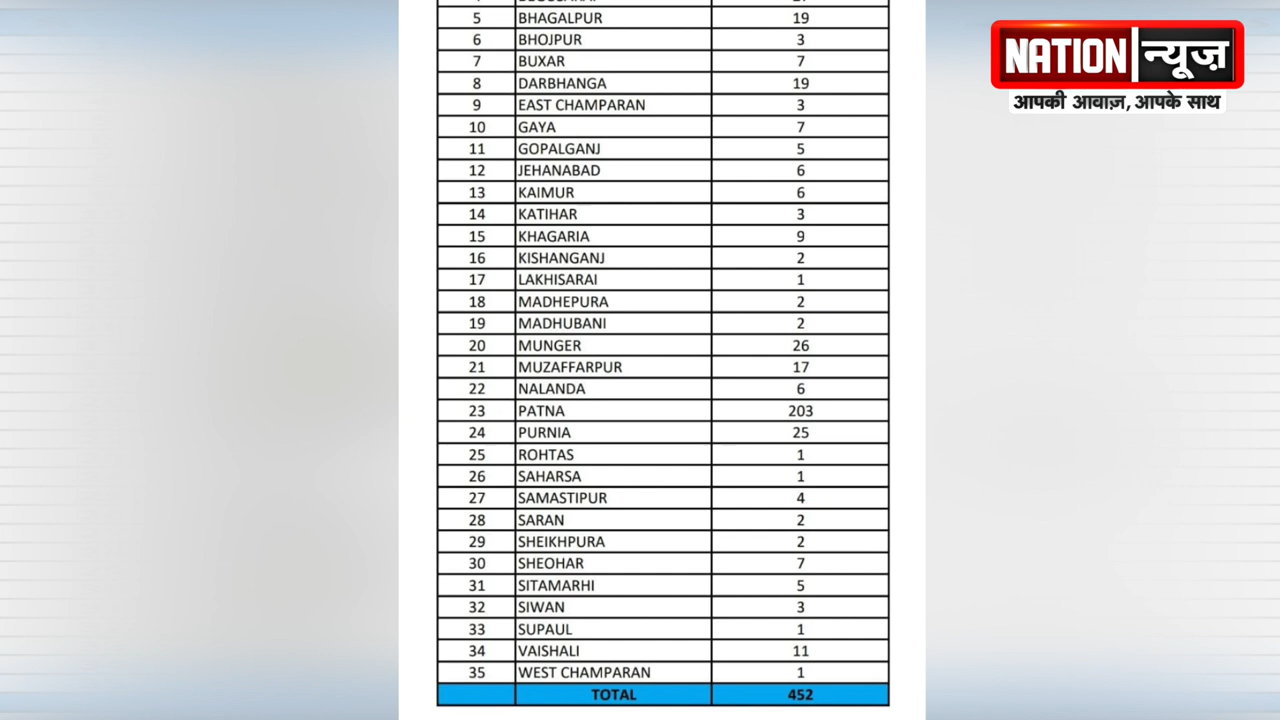 5 BHAGALPUR 19
6 BHOJPUR 3
7 BUXAR 7
8 DARBHANGA 19
9 EAST CHAMPARAN 3
10 GAYA 7
11 GOPALGANJ 5
12 JEHANABAD 6
13 KAIMUR 6
14 KATIHAR 3
15 KHAGARIA 9
16 KISHANGANJ 2
17 LAKHISARAI 1
18 MADHEPURA 2
19 MADHUBANI 2
20 MUNGER 26
21 MUZAFFARPUR 17
22 NALANDA 6
23 PATNA 203
24 PURNIA 25
25 ROHTAS 1
26 SAHARSA 1
27 SAMASTIPUR 4
28 SARAN 2
29 SHEIKHPURA 2
30 SHEOHAR 7
31 SITAMARHI 5
32 SIWAN 3
33 SUPAUL 1
34 VAISHALI 11
35 WEST CHAMPARAN 1
TOTAL 452
NATION न्यूज़
आपकी आवाज़, आपके साथ